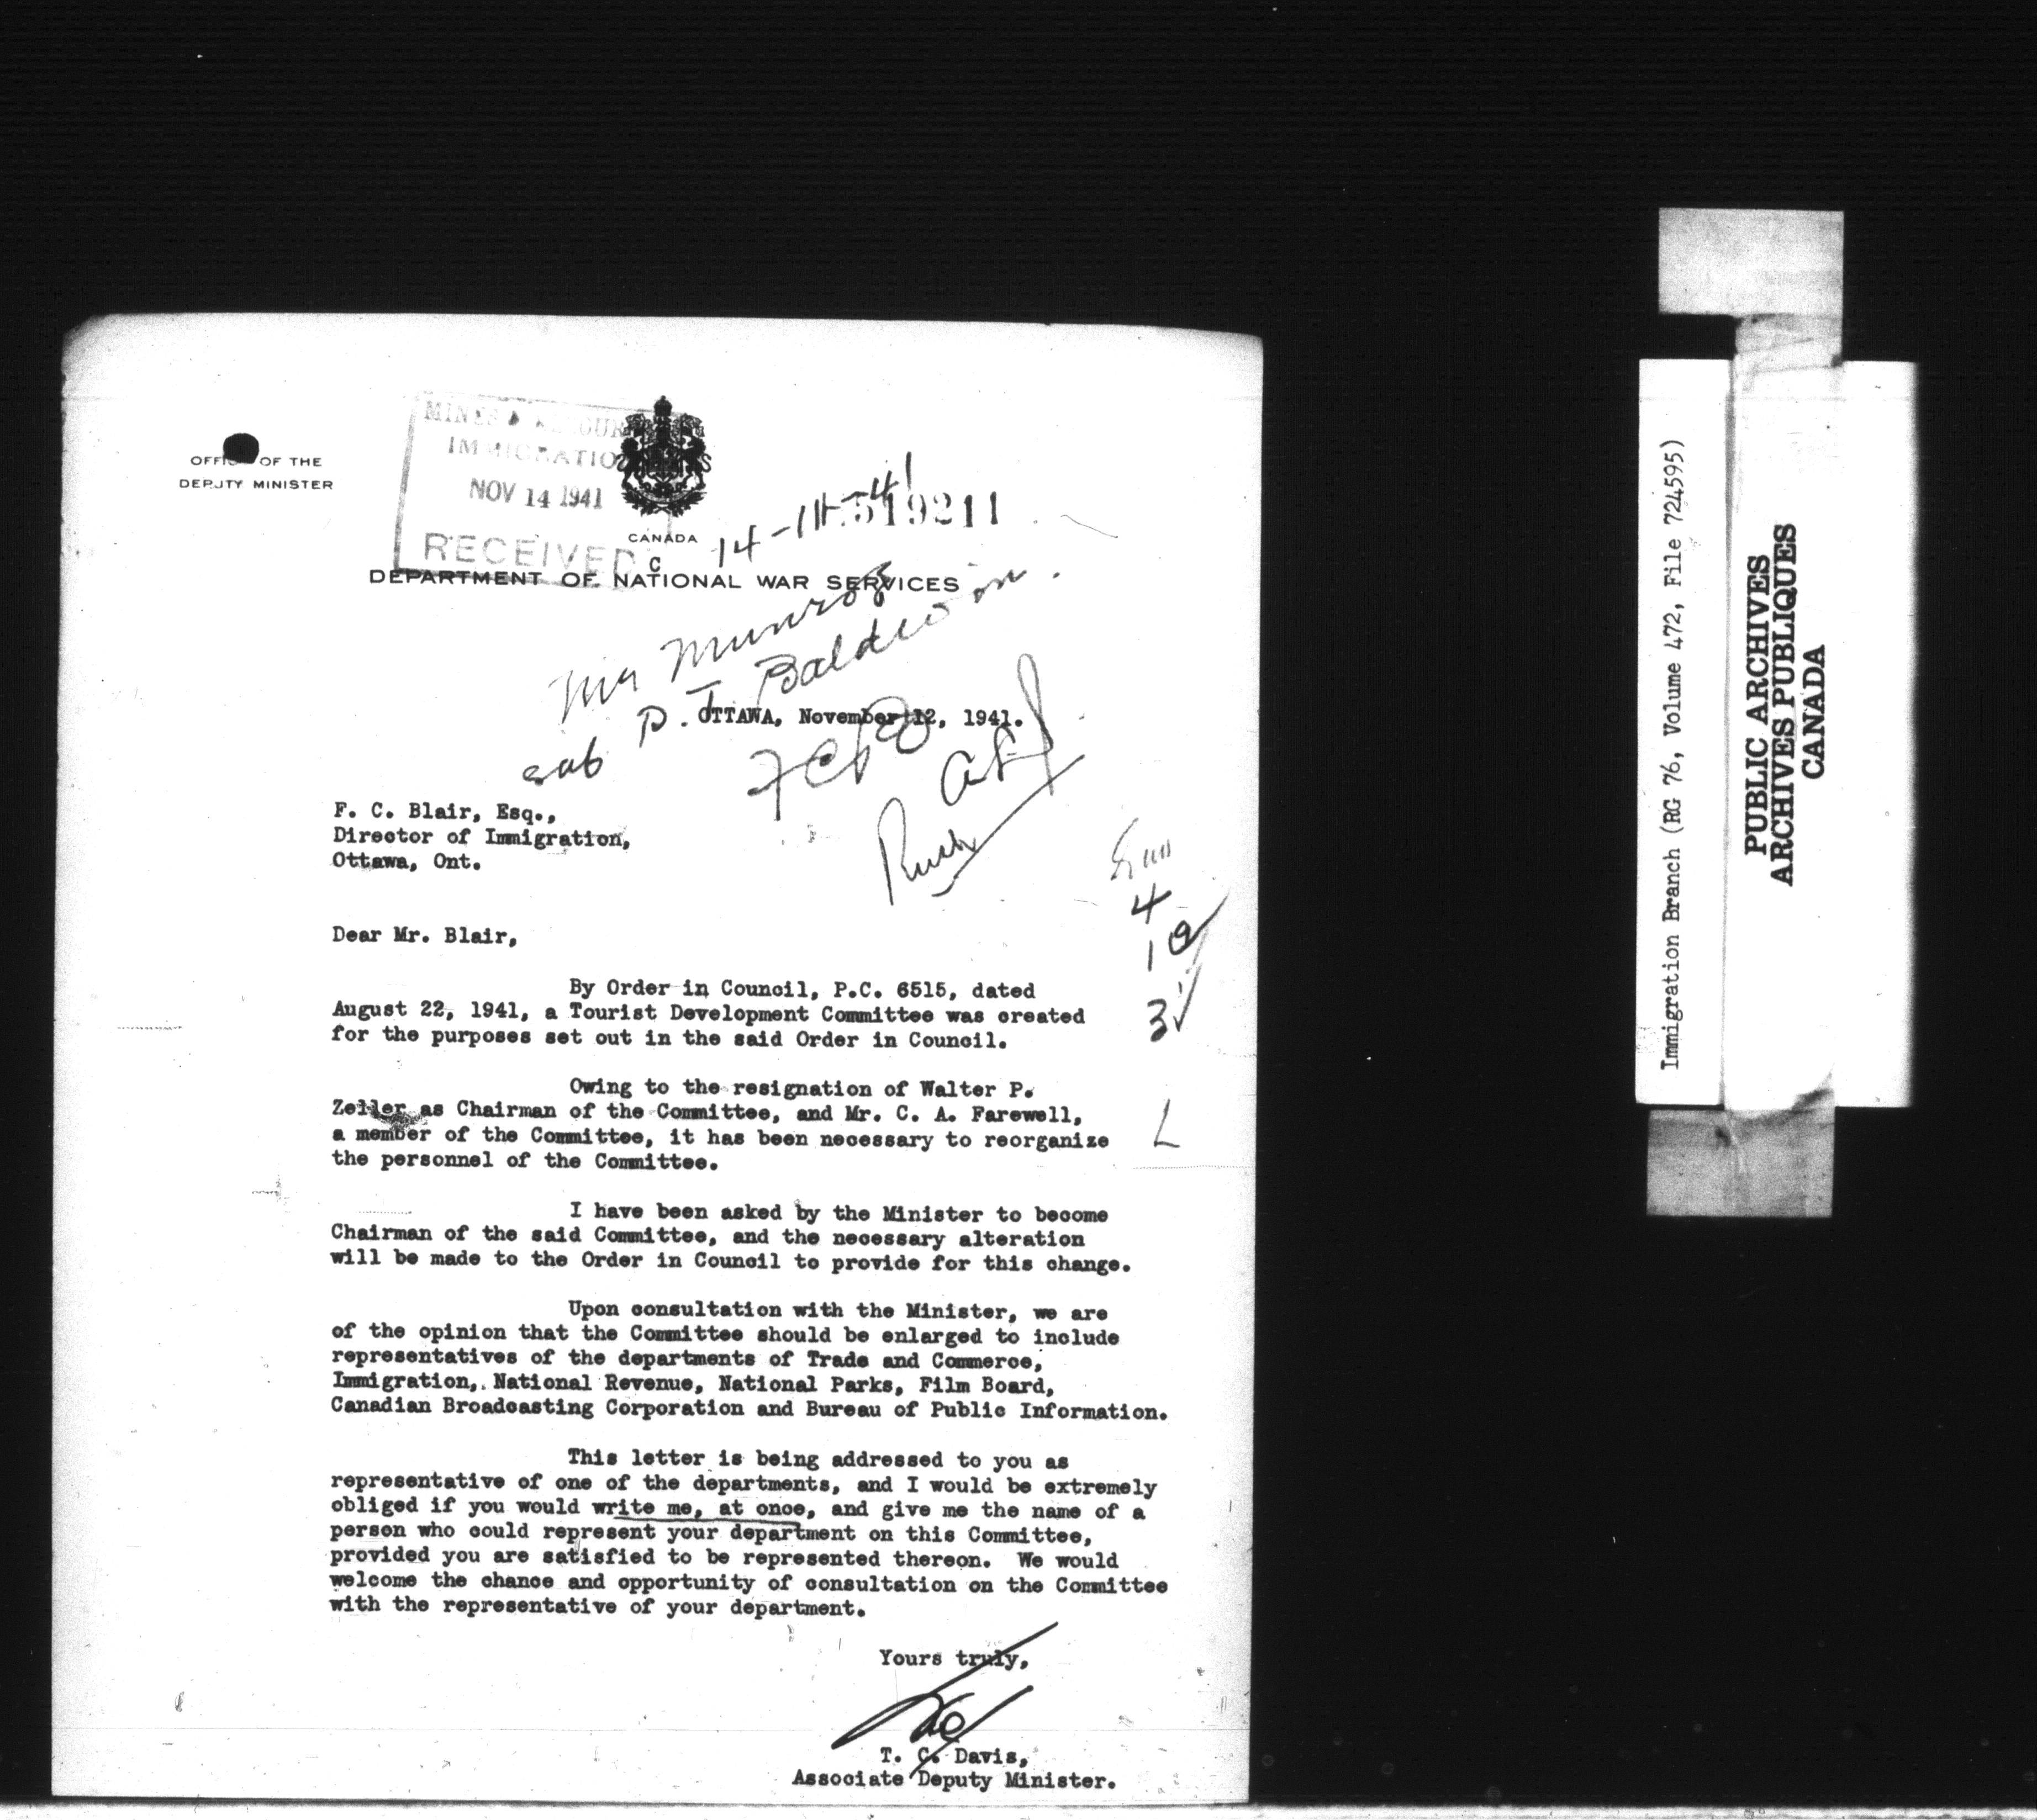 OFFICE OF THE
DEPUTY MINISTER
MINES &
IMMIGRATION
NOV 14 1941
RECEIVED
CANADA
14-11-41
519211
C
DEPARTMENT OF NATIONAL WAR SERVICES
Mr Munroe
P. T. Baldwin.
OTTAWA, November 12, 1941.
FCB
Rush
F. C. Blair, Esq.,
Director of Immigration,
Ottawa, Ont.
4
10
3
Dear Mr. Blair,
By Order in Council, P.C. 6515, dated
August 22, 1941, a Tourist Development Committee was created
for the purposes set out in the said Order in Council.
Owing to the resignation of Walter P.
Zeller as Chairman of the Committee, and Mr. C. A. Farewell,
a member of the Committee, it has been necessary to reorganize
the personnel of the Committee.
L
I have been asked by the Minister to become
Chairman of the said Committee, and the necessary alteration
will be made to the Order in Council to provide for this change.
Upon consultation with the Minister, we are
of the opinion that the Committee should be enlarged to include
representatives of the departments of Trade and Commerce,
Immigration, National Revenue, National Parks, Film Board,
Canadian Broadcasting Corporation and Bureau of Public Information.
This letter is being addressed to you as
representative of one of the departments, and I would be extremely
obliged if you would write me, at once, and give me the name of a
person who could represent your department on this Committee,
provided you are satisfied to be represented thereon. We would
welcome the chance and opportunity of consultation on the Committee
with the representative of your department.
Yours truly,
T. C. Davis,
Associate Deputy Minister.
Immigration Branch (RG 76, Volume 472, File 724595)
PUBLIC ARCHIVES
ARCHIVES PUBLIQUES
CANADA